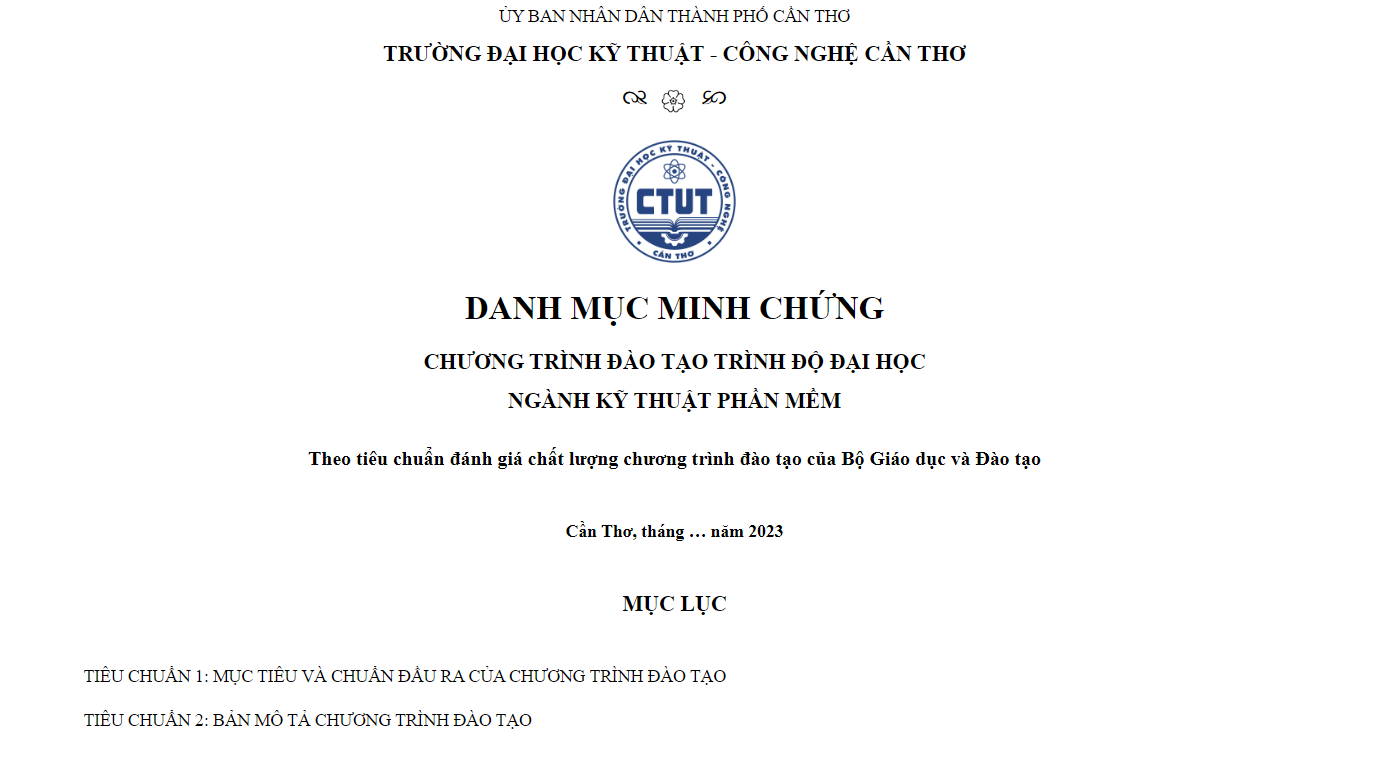 ỦY BAN NHÂN DÂN THÀNH PHỐ CẦN THƠ
TRƯỜNG ĐẠI HỌC KỸ THUẬT - CÔNG NGHỆ CẦN THƠ
TRƯỜNG ĐẠI HỌC KỸ THUẬT - CÔNG NGHỆ
CTUT
CẦN THƠ
DANH MỤC MINH CHỨNG
CHƯƠNG TRÌNH ĐÀO TẠO TRÌNH ĐỘ ĐẠI HỌC
NGÀNH KỸ THUẬT PHẦN MỀM
Theo tiêu chuẩn đánh giá chất lượng chương trình đào tạo của Bộ Giáo dục và Đào tạo
Cần Thơ, tháng … năm 2023
MỤC LỤC
TIÊU CHUẨN 1: MỤC TIÊU VÀ CHUẨN ĐẦU RA CỦA CHƯƠNG TRÌNH ĐÀO TẠO
TIÊU CHUẨN 2: BẢN MÔ TẢ CHƯƠNG TRÌNH ĐÀO TẠO